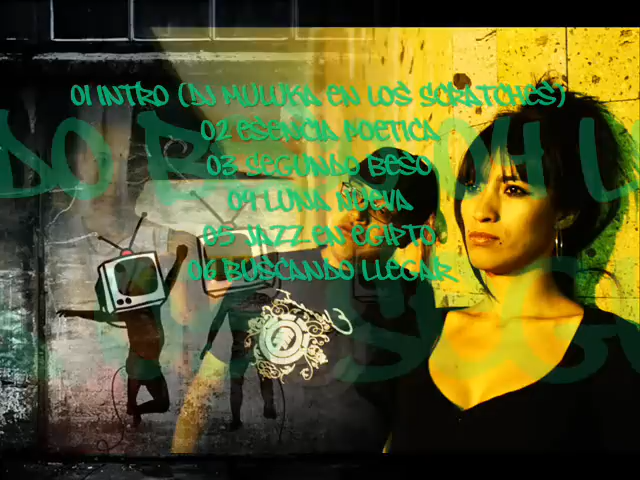 01 INTRO (DJ MULUKA EN LOS SCRATCHES)
02 ESENCIA POETICA
03 SEGUNDO BESO
04 LUNA NUEVA
05 JAZZ EN EGIPTO
06 BUSCANDO LLEGAR